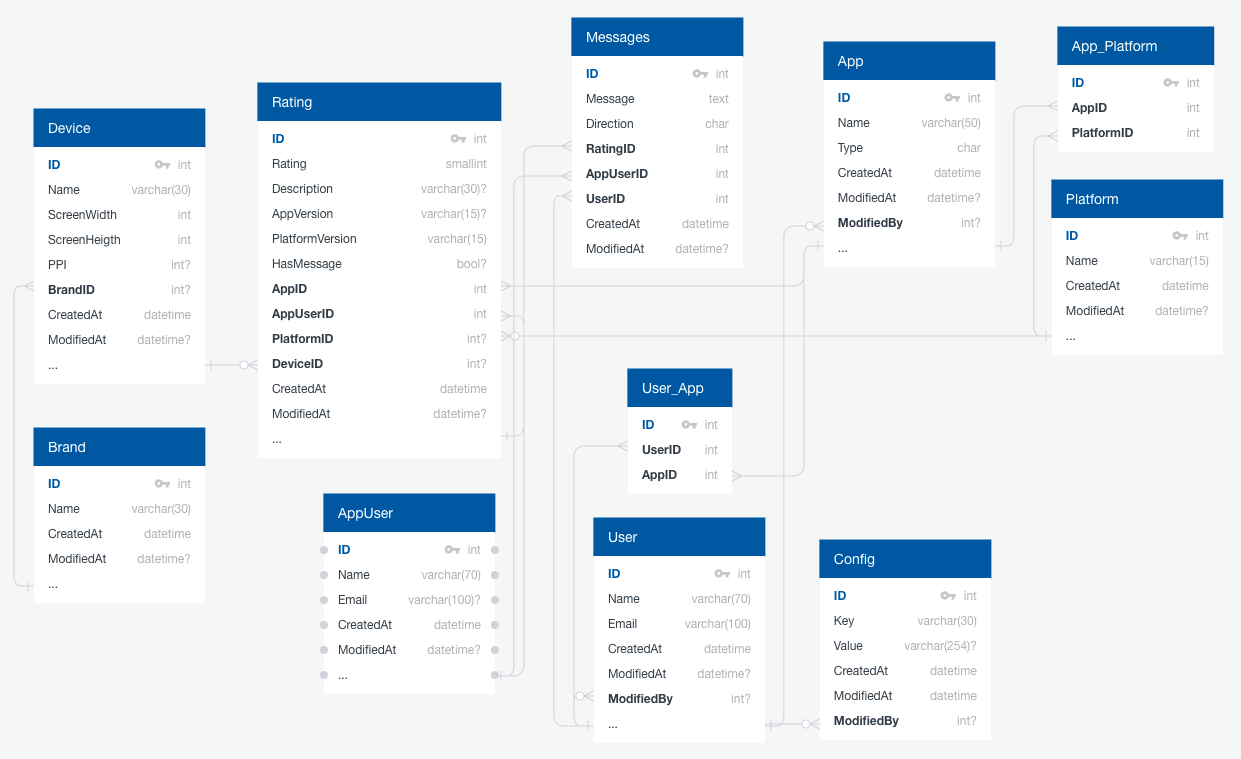 Messages
ID int
Message text
Direction char
RatingID int
AppUserID int
UserID int
CreatedAt datetime
ModifiedAt datetime?
App
ID int
Name varchar(50)
Type char
CreatedAt datetime
ModifiedAt datetime?
ModifiedBy int?
...
App_Platform
ID int
AppID int
PlatformID int
Rating
ID int
Rating smallint
Description varchar(30)?
AppVersion varchar(15)?
PlatformVersion varchar(15)
HasMessage bool?
AppID int
AppUserID int
PlatformID int?
DeviceID int?
CreatedAt datetime
ModifiedAt datetime?
...
Device
ID int
Name varchar(30)
ScreenWidth int
ScreenHeigth int
PPI int?
BrandID int?
CreatedAt datetime
ModifiedAt datetime?
...
Platform
ID int
Name varchar(15)
CreatedAt datetime
ModifiedAt datetime?
...
User_App
ID int
UserID int
AppID int
Brand
ID int
Name varchar(30)
CreatedAt datetime
ModifiedAt datetime?
...
AppUser
ID int
Name varchar(70)
Email varchar(100)?
CreatedAt datetime
ModifiedAt datetime?
...
User
ID int
Name varchar(70)
Email varchar(100)
CreatedAt datetime
ModifiedAt datetime?
ModifiedBy int?
...
Config
ID int
Key varchar(30)
Value varchar(254)?
CreatedAt datetime
ModifiedAt datetime
ModifiedBy int?